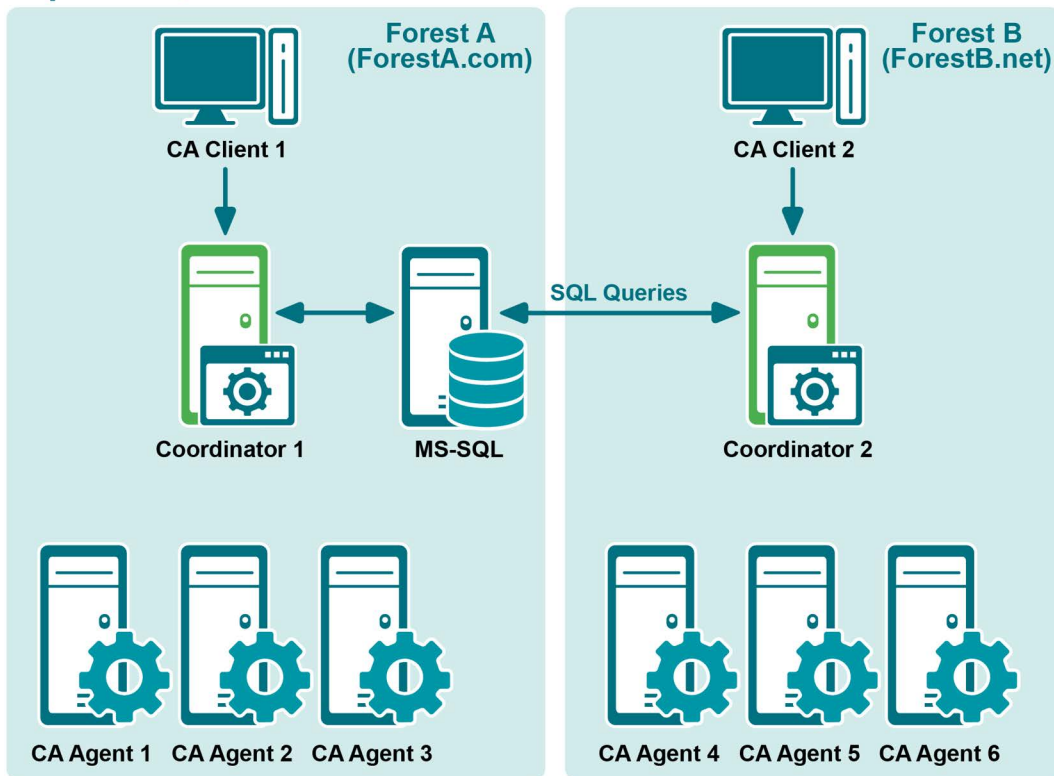 Forest A
(ForestA.com)
Forest B
(ForestB.net)
CA Client 1
CA Client 2
SQL Queries
Coordinator 1
MS-SQL
Coordinator 2
CA Agent 1
CA Agent 2
CA Agent 3
CA Agent 4
CA Agent 5
CA Agent 6